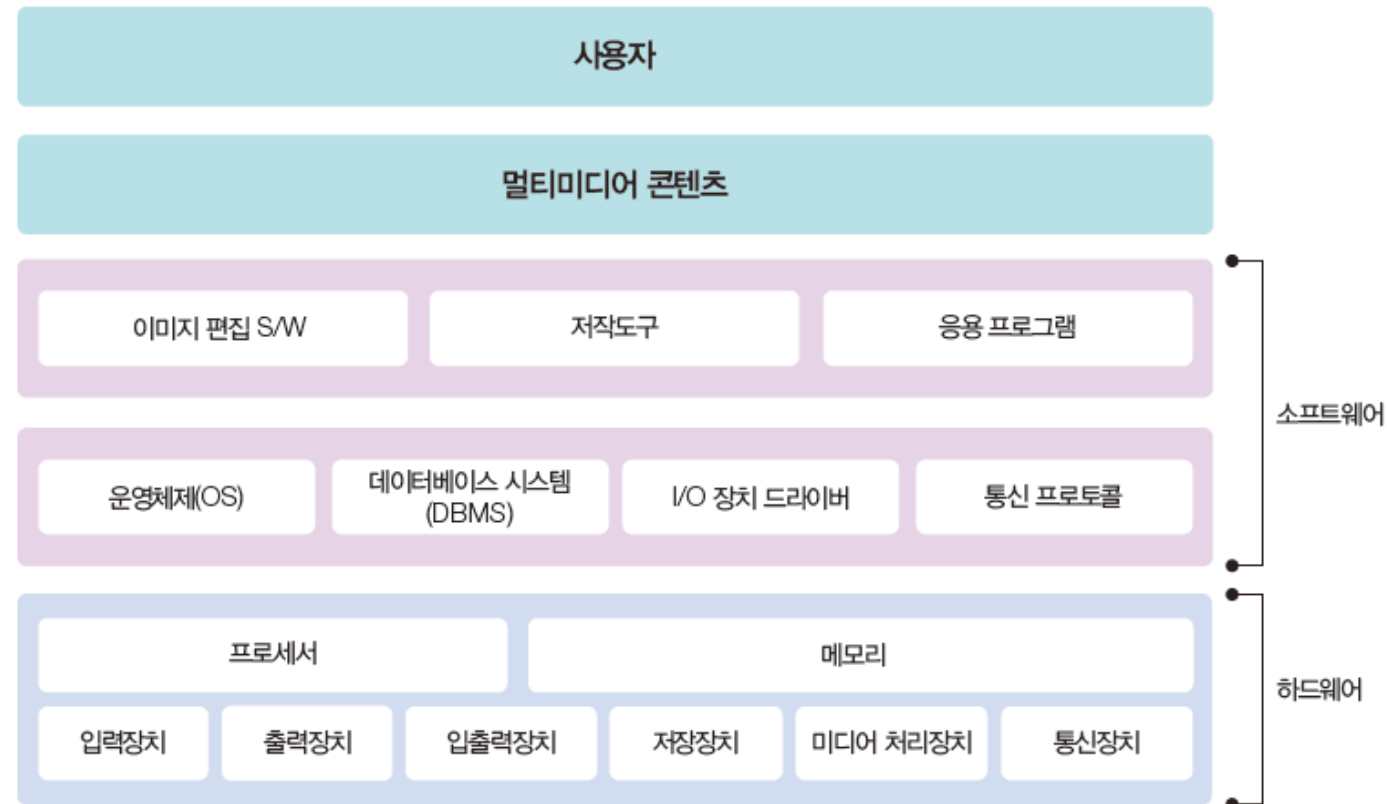 사용자
멀티미디어 콘텐츠
이미지 편집 S/W
저작도구
응용 프로그램
소프트웨어
운영체제(OS)
데이터베이스 시스템
(DBMS)
I/O 장치 드라이버
통신 프로토콜
프로세서
메모리
하드웨어
입력장치
출력장치
입출력장치
저장장치
미디어 처리장치
통신장치